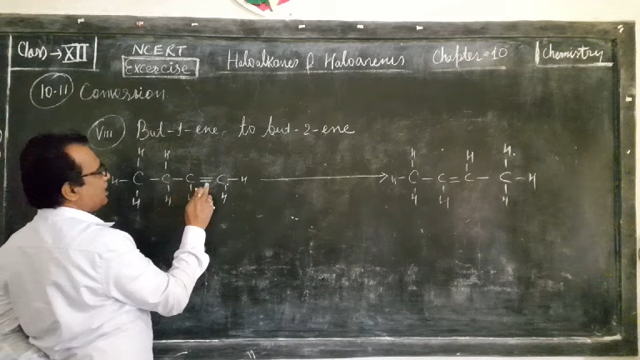 Class → XII NCERT Haloalkanes & Haloarenes Chapter = 10 Chemistry
Excercise
10.11 Conversion
VIII But-1-ene, to but-2-ene
H H H H
H-C-C-C=C-H → H-C-C=C-C-H
H H H H H H